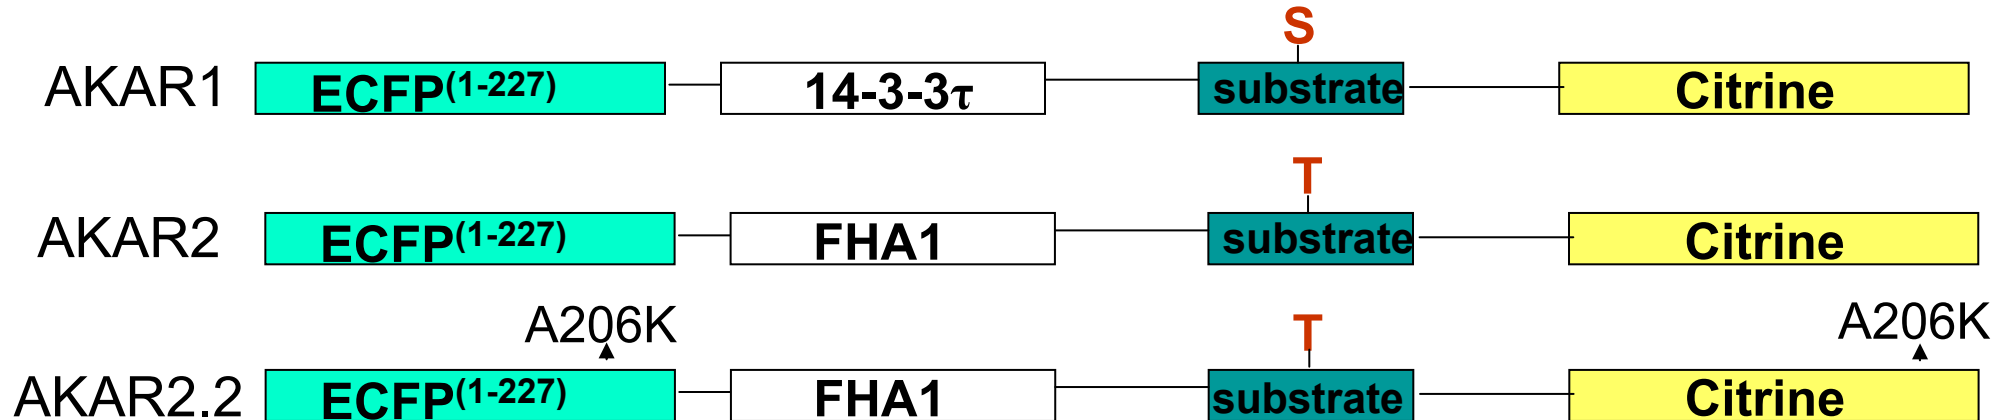 S
AKAR1 ECFP(1-227) 14-3-3τ substrate Citrine
T
AKAR2 ECFP(1-227) FHA1 substrate Citrine
A206K T A206K
AKAR2.2 ECFP(1-227) FHA1 substrate Citrine